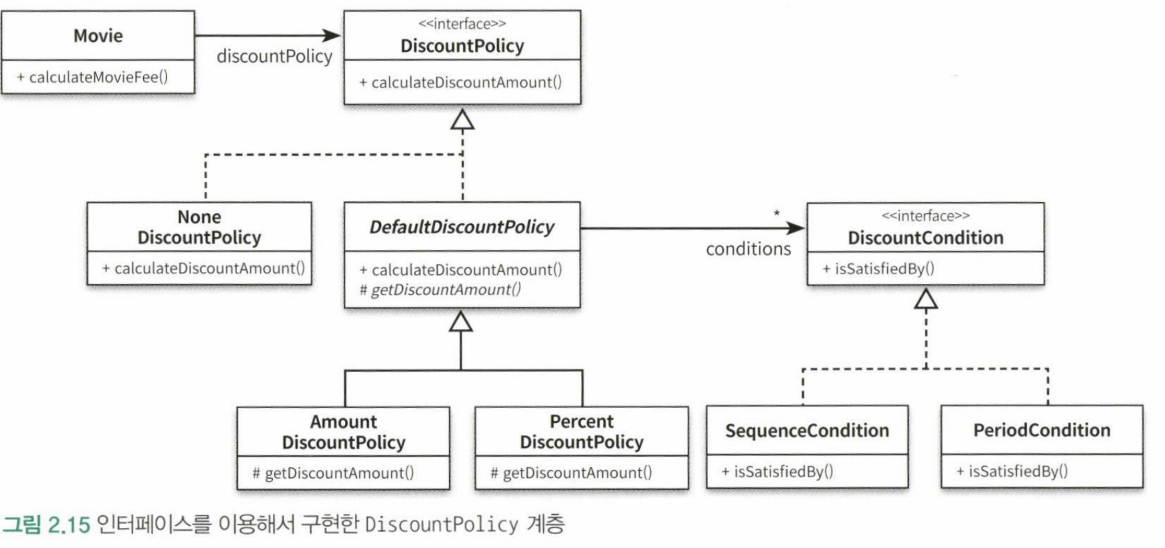 Movie
+ calculateMovieFee()
discountPolicy
<<interface>>
DiscountPolicy
+ calculateDiscountAmount()
None
DiscountPolicy
+ calculateDiscountAmount()
DefaultDiscountPolicy
+ calculateDiscountAmount()
# getDiscountAmount()
*
conditions
<<interface>>
DiscountCondition
+ isSatisfiedBy()
Amount
DiscountPolicy
# getDiscountAmount()
Percent
DiscountPolicy
# getDiscountAmount()
SequenceCondition
+ isSatisfiedBy()
PeriodCondition
+ isSatisfiedBy()
그림 2.15 인터페이스를 이용해서 구현한 DiscountPolicy 계층